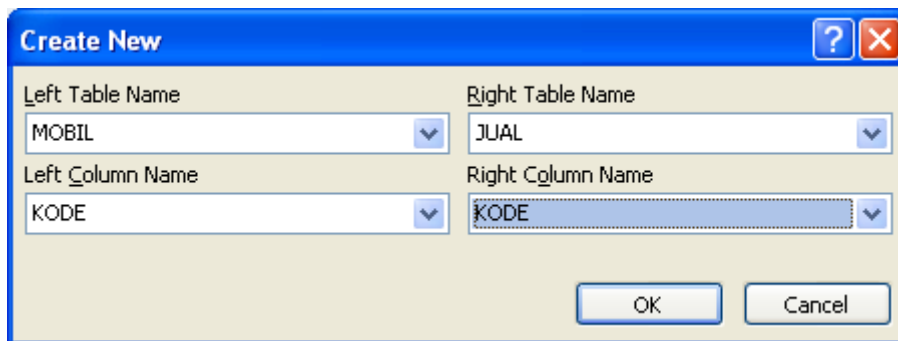 Create New
Left Table Name
Right Table Name
MOBIL
JUAL
Left Column Name
Right Column Name
KODE
KODE
OK
Cancel